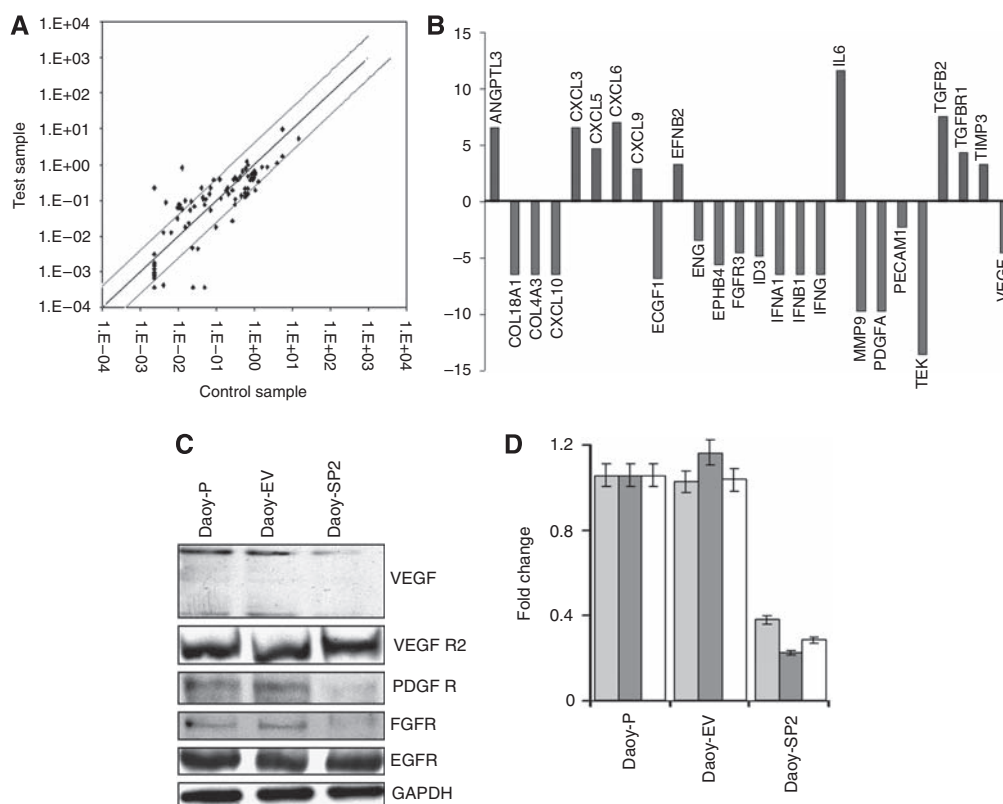 A
1.E+04
1.E+03
1.E+02
1.E+01
1.E+00
1.E-01
1.E-02
1.E-03
1.E-04
Test sample
1.E-04
1.E-03
1.E-02
1.E-01
1.E+00
1.E+01
1.E+02
1.E+03
1.E+04
Control sample
B
15
10
5
0
-5
-10
-15
ANGPTL3
COL18A1
COL4A3
CXCL10
CXCL3
CXCL5
CXCL6
CXCL9
ECGF1
EFNB2
ENG
EPHB4
FGFR3
ID3
IFNA1
IFNB1
IFNG
IL6
MMP9
PDGFA
PECAM1
TEK
TGFB2
TGFBR1
TIMP3
C
Daoy-P
Daoy-EV
Daoy-SP2
VEGF
VEGF R2
PDGF R
FGFR
EGFR
GAPDH
D
1.2
0.8
0.4
0
Fold change
Daoy-P
Daoy-EV
Daoy-SP2